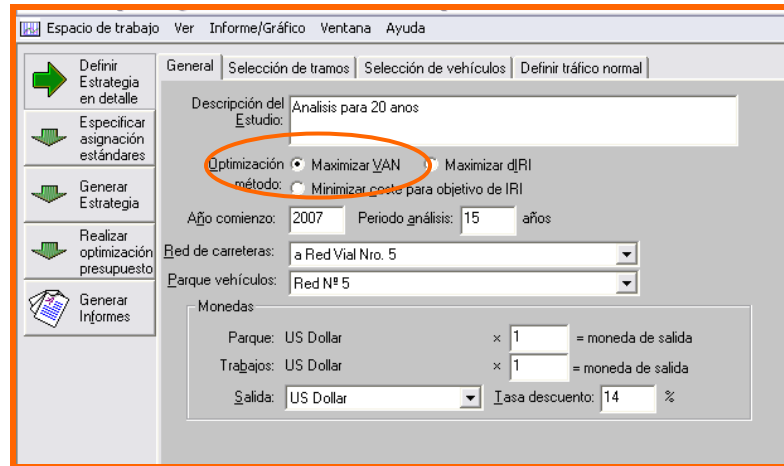 Espacio de trabajo Ver Informe/Gráfico Ventana Ayuda
Definir
Estrategia
en detalle
Especificar
asignación
estándares
Generar
Estrategia
Realizar
optimización
presupuesto
Generar
Informes
General Selección de tramos Selección de vehículos Definir tráfico normal
Descripción del Estudio: Analisis para 20 anos
Optimización método: Maximizar VAN Maximizar dIRI
Minimizar coste para objetivo de IRI
Año comienzo: 2007 Periodo análisis: 15 años
Red de carreteras: a Red Vial Nro. 5
Parque vehículos: Red Nº 5
Monedas
Parque: US Dollar × 1 = moneda de salida
Trabajos: US Dollar × 1 = moneda de salida
Salida: US Dollar Tasa descuento: 14 %